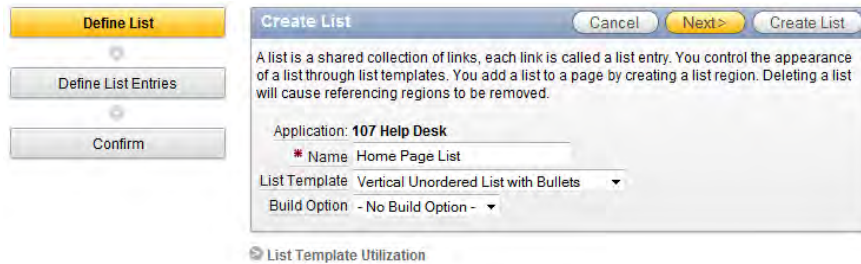 Define List
Define List Entries
Confirm
Create List
Cancel
Next>
Create List
A list is a shared collection of links, each link is called a list entry. You control the appearance
of a list through list templates. You add a list to a page by creating a list region. Deleting a list
will cause referencing regions to be removed.
Application: 107 Help Desk
* Name Home Page List
List Template Vertical Unordered List with Bullets
Build Option - No Build Option -
List Template Utilization